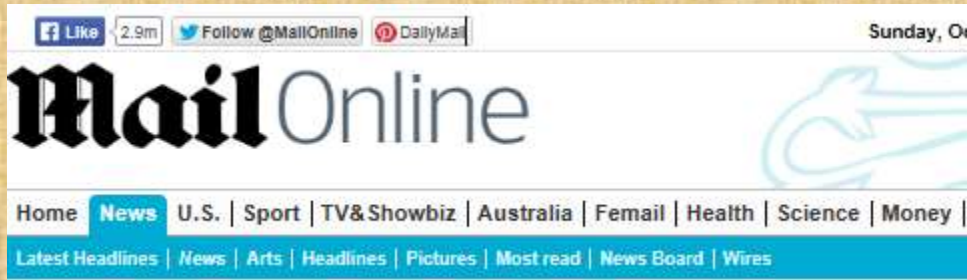 Like 2.9m Follow @MailOnline DailyMail Sunday, Oc
Mail Online
Home News U.S. | Sport | TV&Showbiz | Australia | Femail | Health | Science | Money |
Latest Headlines | News | Arts | Headlines | Pictures | Most read | News Board | Wires